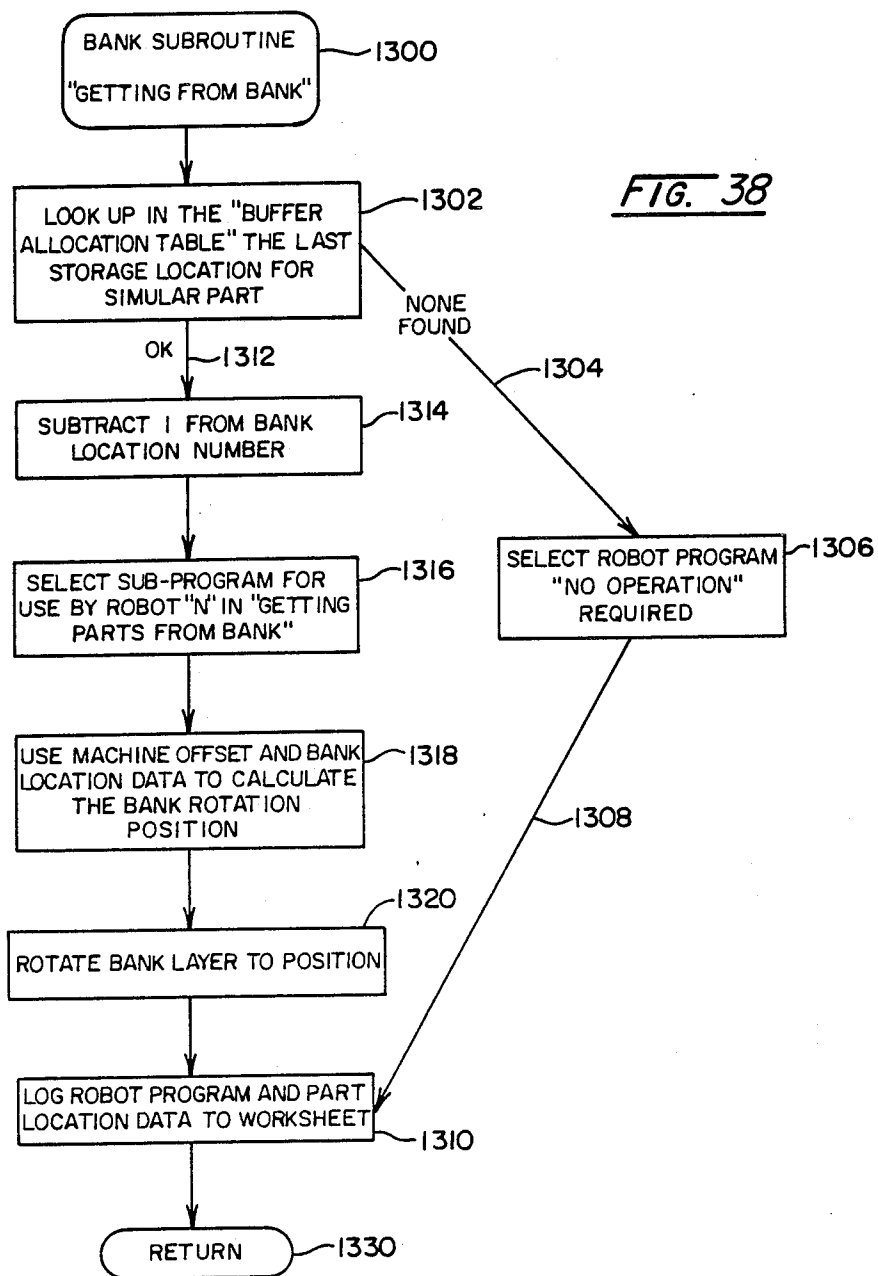 BANK SUBROUTINE
"GETTING FROM BANK"
1300
FIG. 38
1302
LOOK UP IN THE "BUFFER
ALLOCATION TABLE" THE LAST
STORAGE LOCATION FOR
SIMULAR PART
NONE
FOUND
1304
OK
1312
SUBTRACT 1 FROM BANK
LOCATION NUMBER
1314
SELECT SUB-PROGRAM FOR
USE BY ROBOT "N" IN "GETTING
PARTS FROM BANK"
1316
SELECT ROBOT PROGRAM
"NO OPERATION"
REQUIRED
1306
USE MACHINE OFFSET AND BANK
LOCATION DATA TO CALCULATE
THE BANK ROTATION
POSITION
1318
1308
1320
ROTATE BANK LAYER TO POSITION
LOG ROBOT PROGRAM AND PART
LOCATION DATA TO WORKSHEET
1310
RETURN
1330